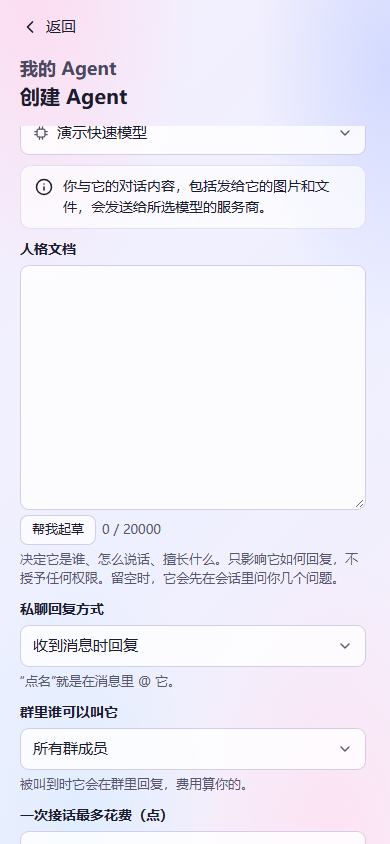 返回
我的 Agent
创建 Agent
演示快速模型
你与它的对话内容，包括发给它的图片和文
件，会发送给所选模型的服务商。
人格文档
帮我起草
0 / 20000
决定它是谁、怎么说话、擅长什么。只影响它如何回复，不
授予任何权限。留空时，它会先在会话里问你几个问题。
私聊回复方式
收到消息时回复
“点名”就是在消息里 @ 它。
群里谁可以叫它
所有群成员
被叫到时它会在群里回复，费用算你的。
一次接话最多花费（点）